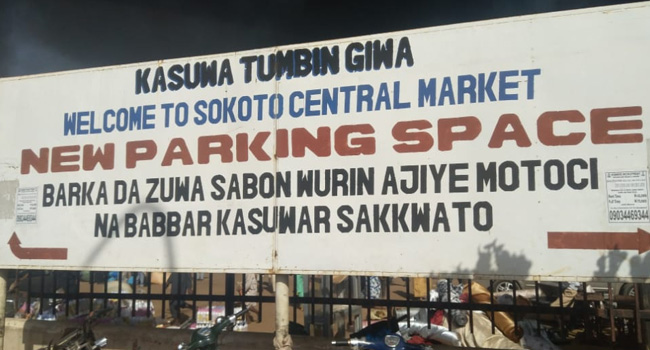 KASUWA TUMBIN GIWA
WELCOME TO SOKOTO CENTRAL MARKET
NEW PARKING SPACE
BARKA DA ZUWA SABON WURIN AJIYE MOTOCI
NA BABBAR KASUWAR SAKKWATO
09034469344